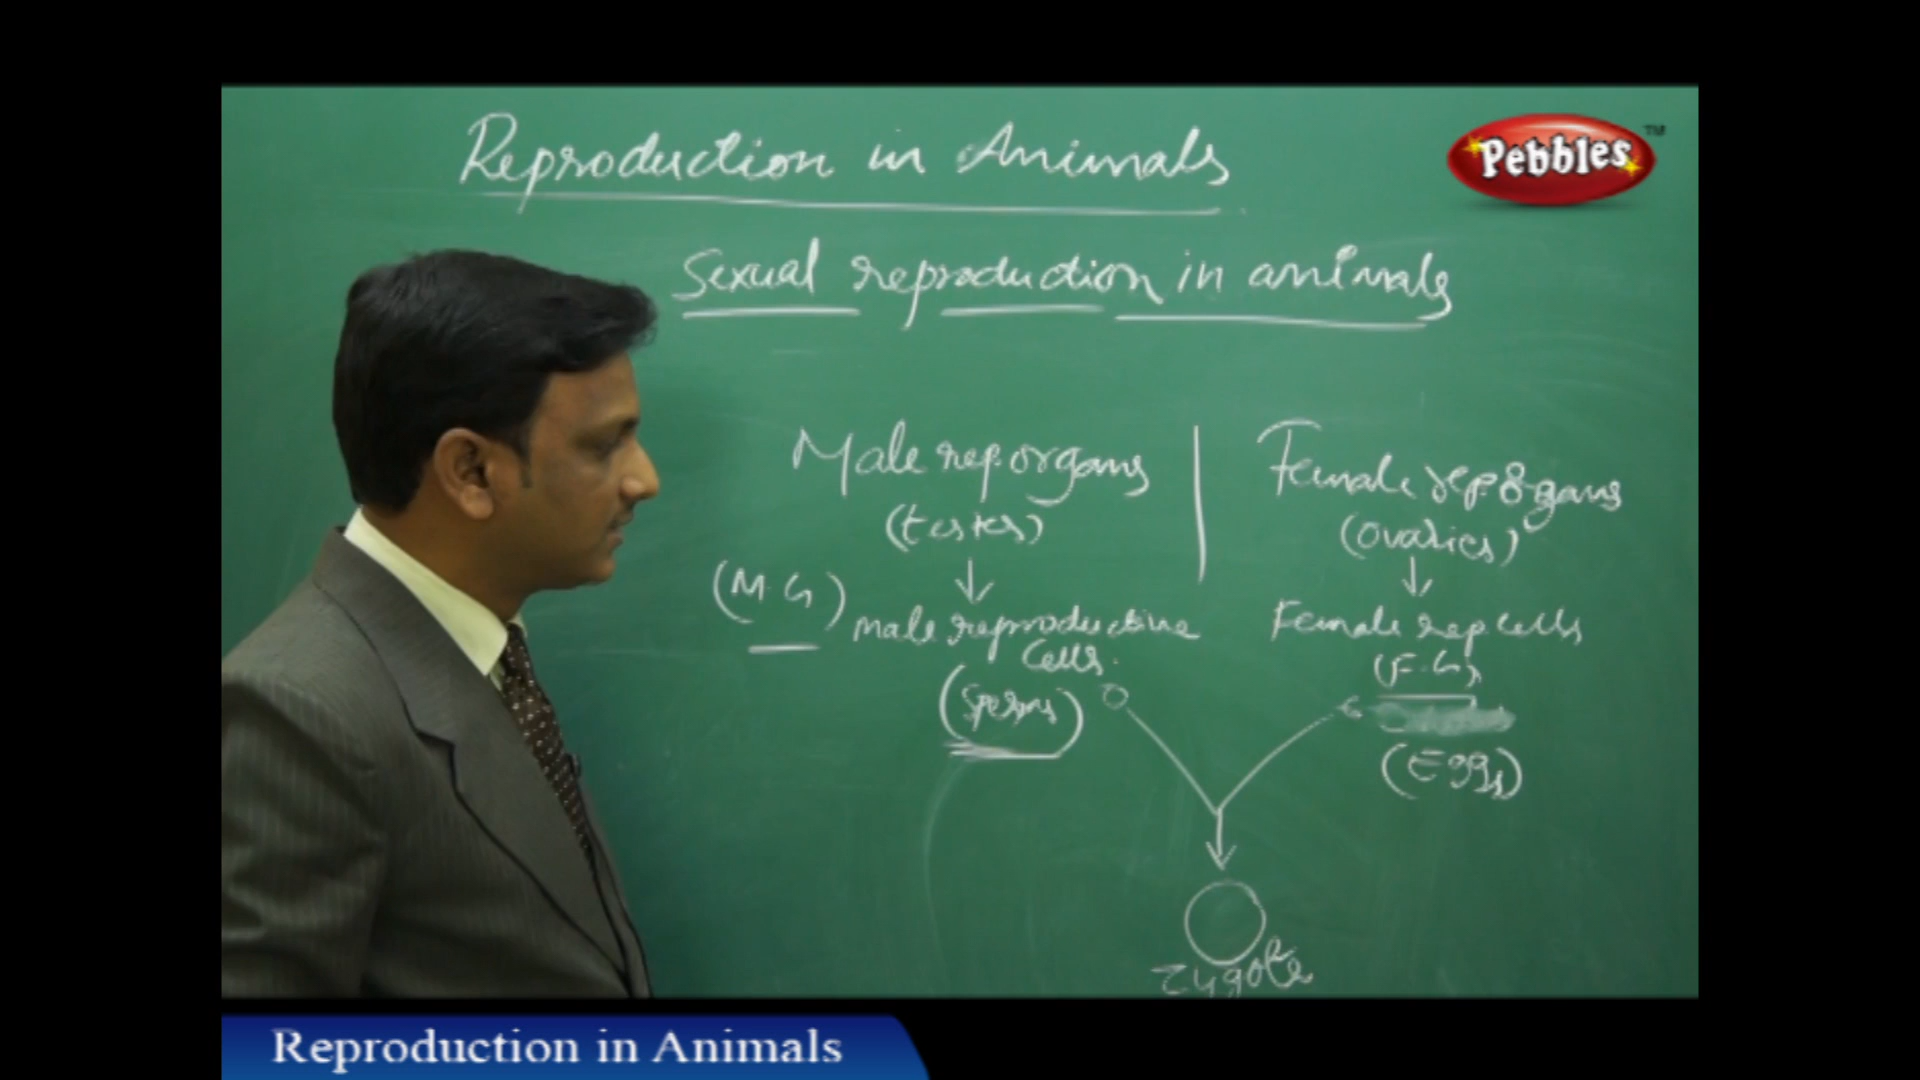 Reproduction in Animals
Pebbles™
Sexual reproduction in animals
Male rep.organs
(testes)
(M.G)
male reproductive
cells.
(Sperms)
Female rep organs
(Ovaries)
Female rep cells
(F.G)
(Eggs)
Zygote
Reproduction in Animals